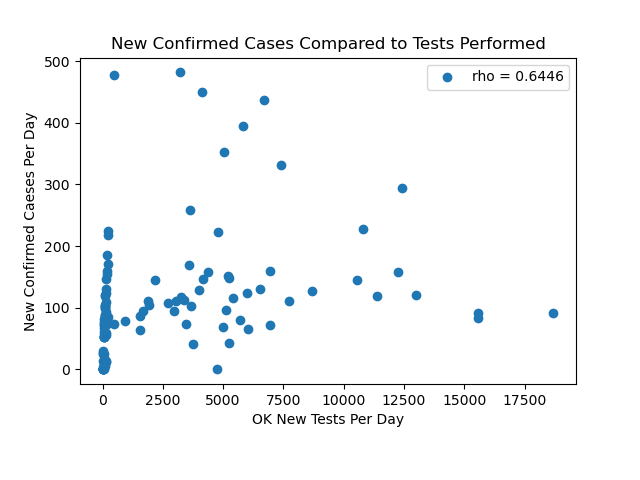 New Confirmed Cases Compared to Tests Performed
rho = 0.6446
New Confirmed Caeses Per Day
500
400
300
200
100
0
0 2500 5000 7500 10000 12500 15000 17500
OK New Tests Per Day